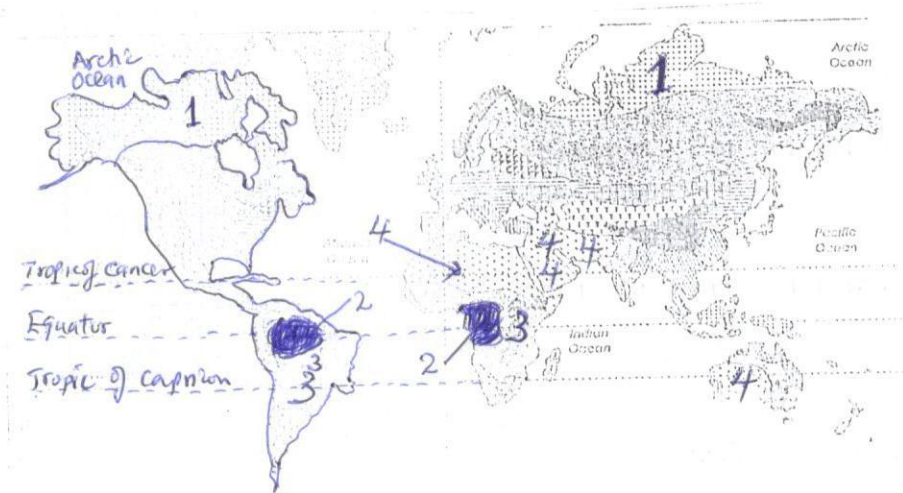 Arctic
Ocean
1
1
Arctic
Ocean
4
4
4
4
Pacific
Ocean
Tropic of Cancer
2
Equator
3
Indian
Ocean
2
3
3
Tropic of Capricon
4